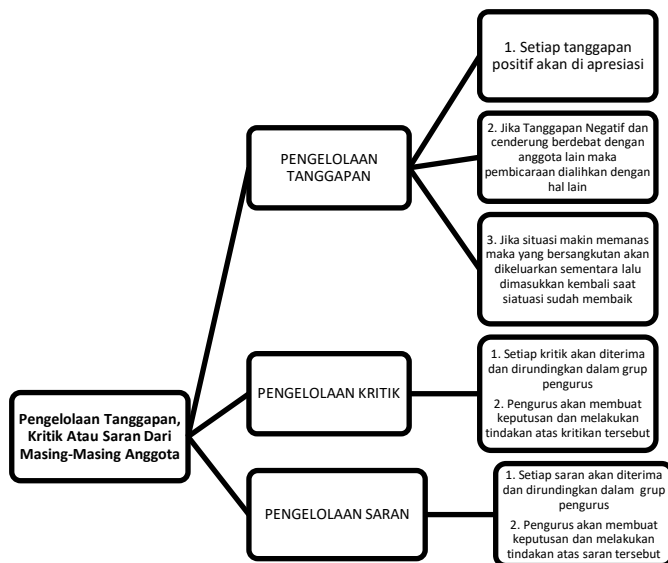 Pengelolaan Tanggapan,
Kritik Atau Saran Dari
Masing-Masing Anggota
PENGELOLAAN
TANGGAPAN
1. Setiap tanggapan
positif akan di apresiasi
2. Jika Tanggapan Negatif dan
cenderung berdebat dengan
anggota lain maka
pembicaraan dialihkan dengan
hal lain
3. Jika situasi makin memanas
maka yang bersangkutan akan
dikeluarkan sementara lalu
dimasukkan kembali saat
siatuasi sudah membaik
PENGELOLAAN KRITIK
1. Setiap kritik akan diterima
dan dirundingkan dalam grup
pengurus
2. Pengurus akan membuat
keputusan dan melakukan
tindakan atas kritikan tersebut
PENGELOLAAN SARAN
1. Setiap saran akan diterima
dan dirundingkan dalam grup
pengurus
2. Pengurus akan membuat
keputusan dan melakukan
tindakan atas saran tersebut